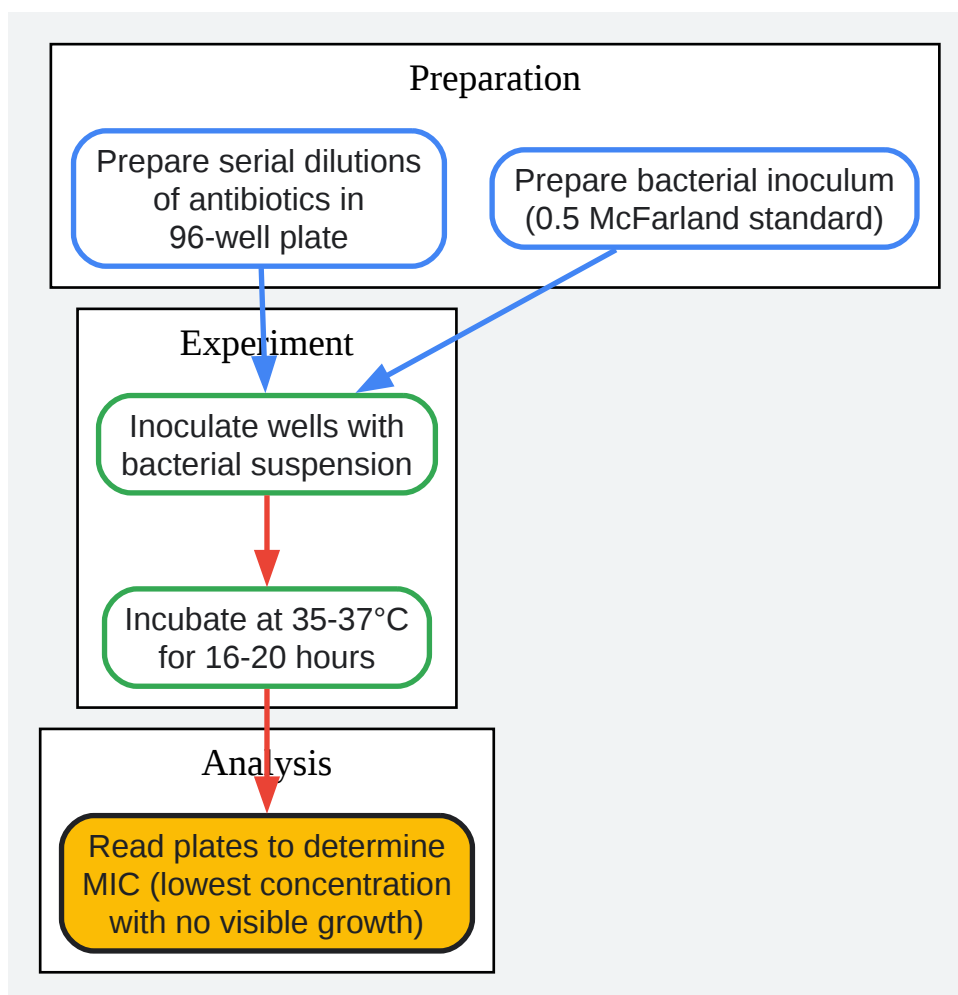 Preparation
Prepare serial dilutions
of antibiotics in
96-well plate
Prepare bacterial inoculum
(0.5 McFarland standard)
Experiment
Inoculate wells with
bacterial suspension
Incubate at 35-37°C
for 16-20 hours
Analysis
Read plates to determine
MIC (lowest concentration
with no visible growth)